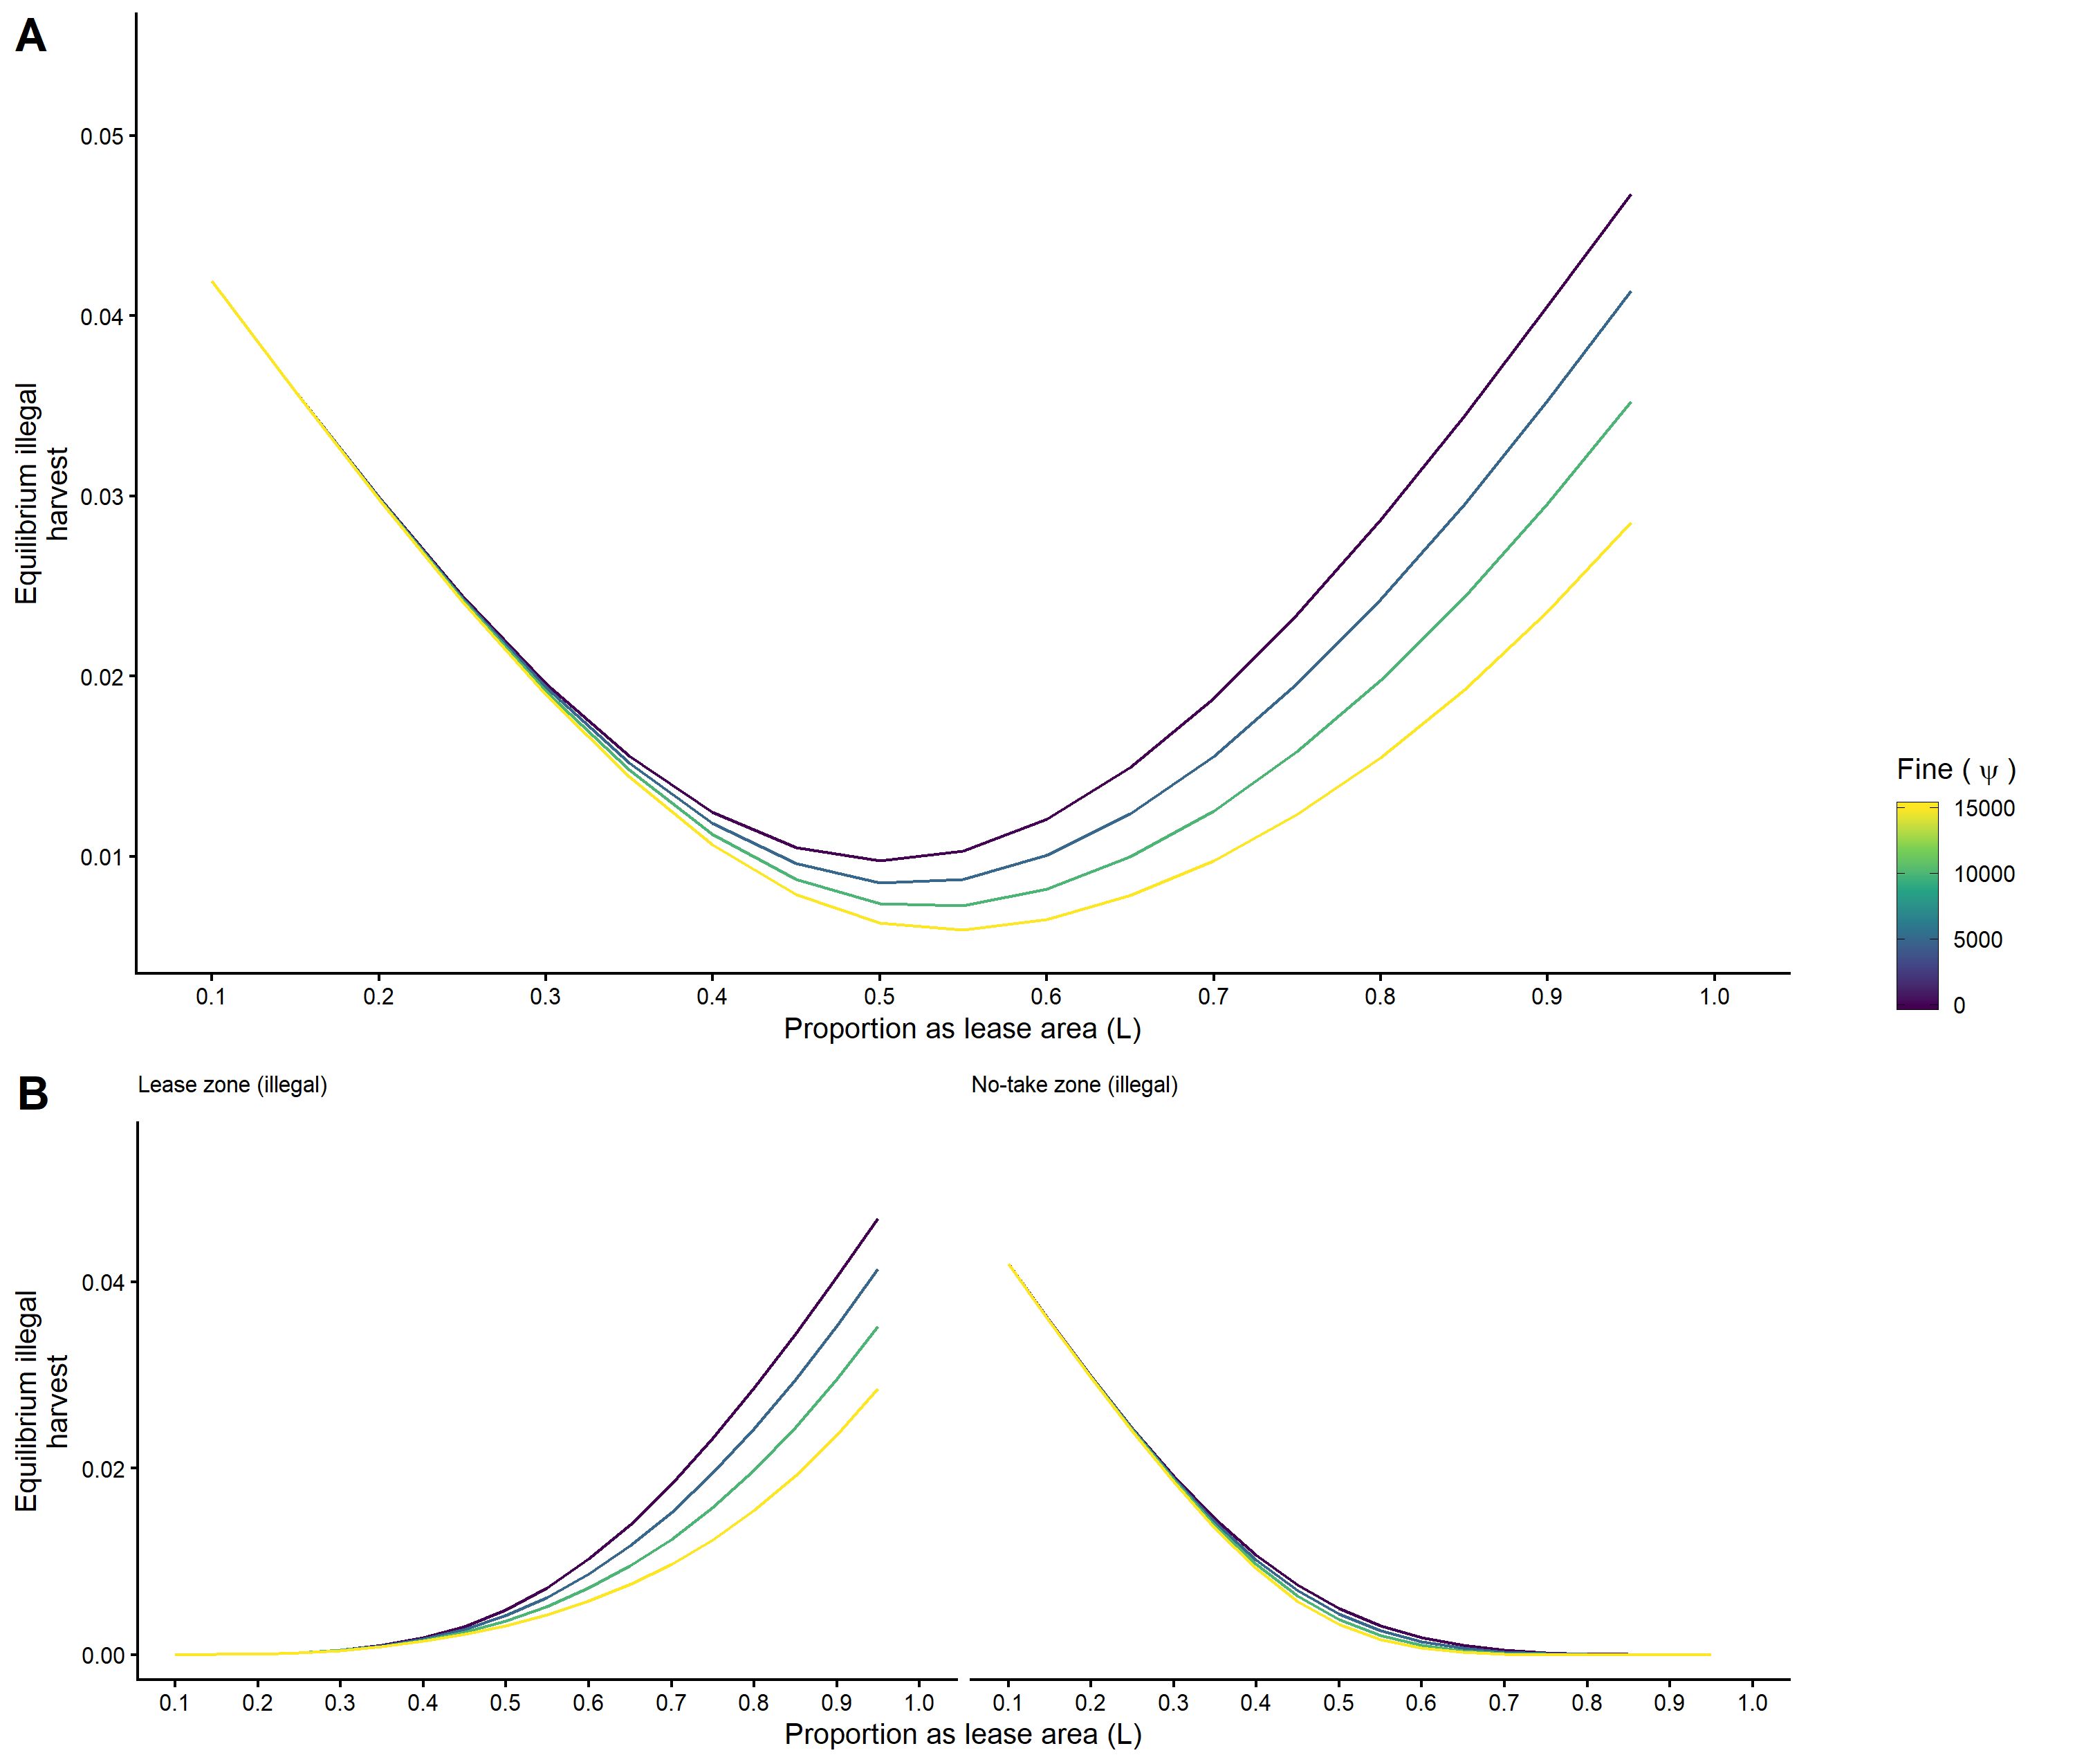 A
Equilibrium illegal
harvest
0.05
0.04
0.03
0.02
0.01
0.1 0.2 0.3 0.4 0.5 0.6 0.7 0.8 0.9 1.0
Proportion as lease area (L)
Fine ( ψ )
15000
10000
5000
0
B
Lease zone (illegal)
No-take zone (illegal)
Equilibrium illegal
harvest
0.04
0.02
0.00
0.1 0.2 0.3 0.4 0.5 0.6 0.7 0.8 0.9 1.0
0.1 0.2 0.3 0.4 0.5 0.6 0.7 0.8 0.9 1.0
Proportion as lease area (L)